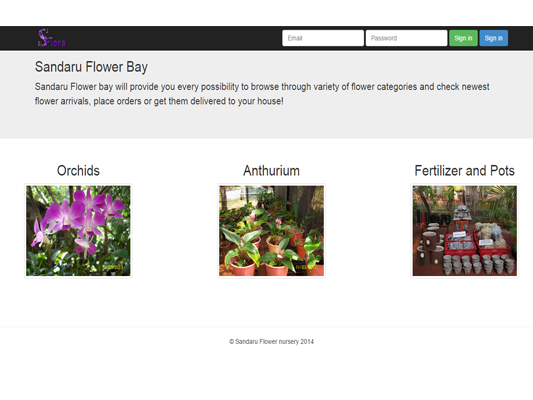 Flora
Email Password Sign in Sign in
Sandaru Flower Bay
Sandaru Flower bay will provide you every possibility to browse through variety of flower categories and check newest
flower arrivals, place orders or get them delivered to your house!
Orchids Anthurium Fertilizer and Pots
© Sandaru Flower nursery 2014